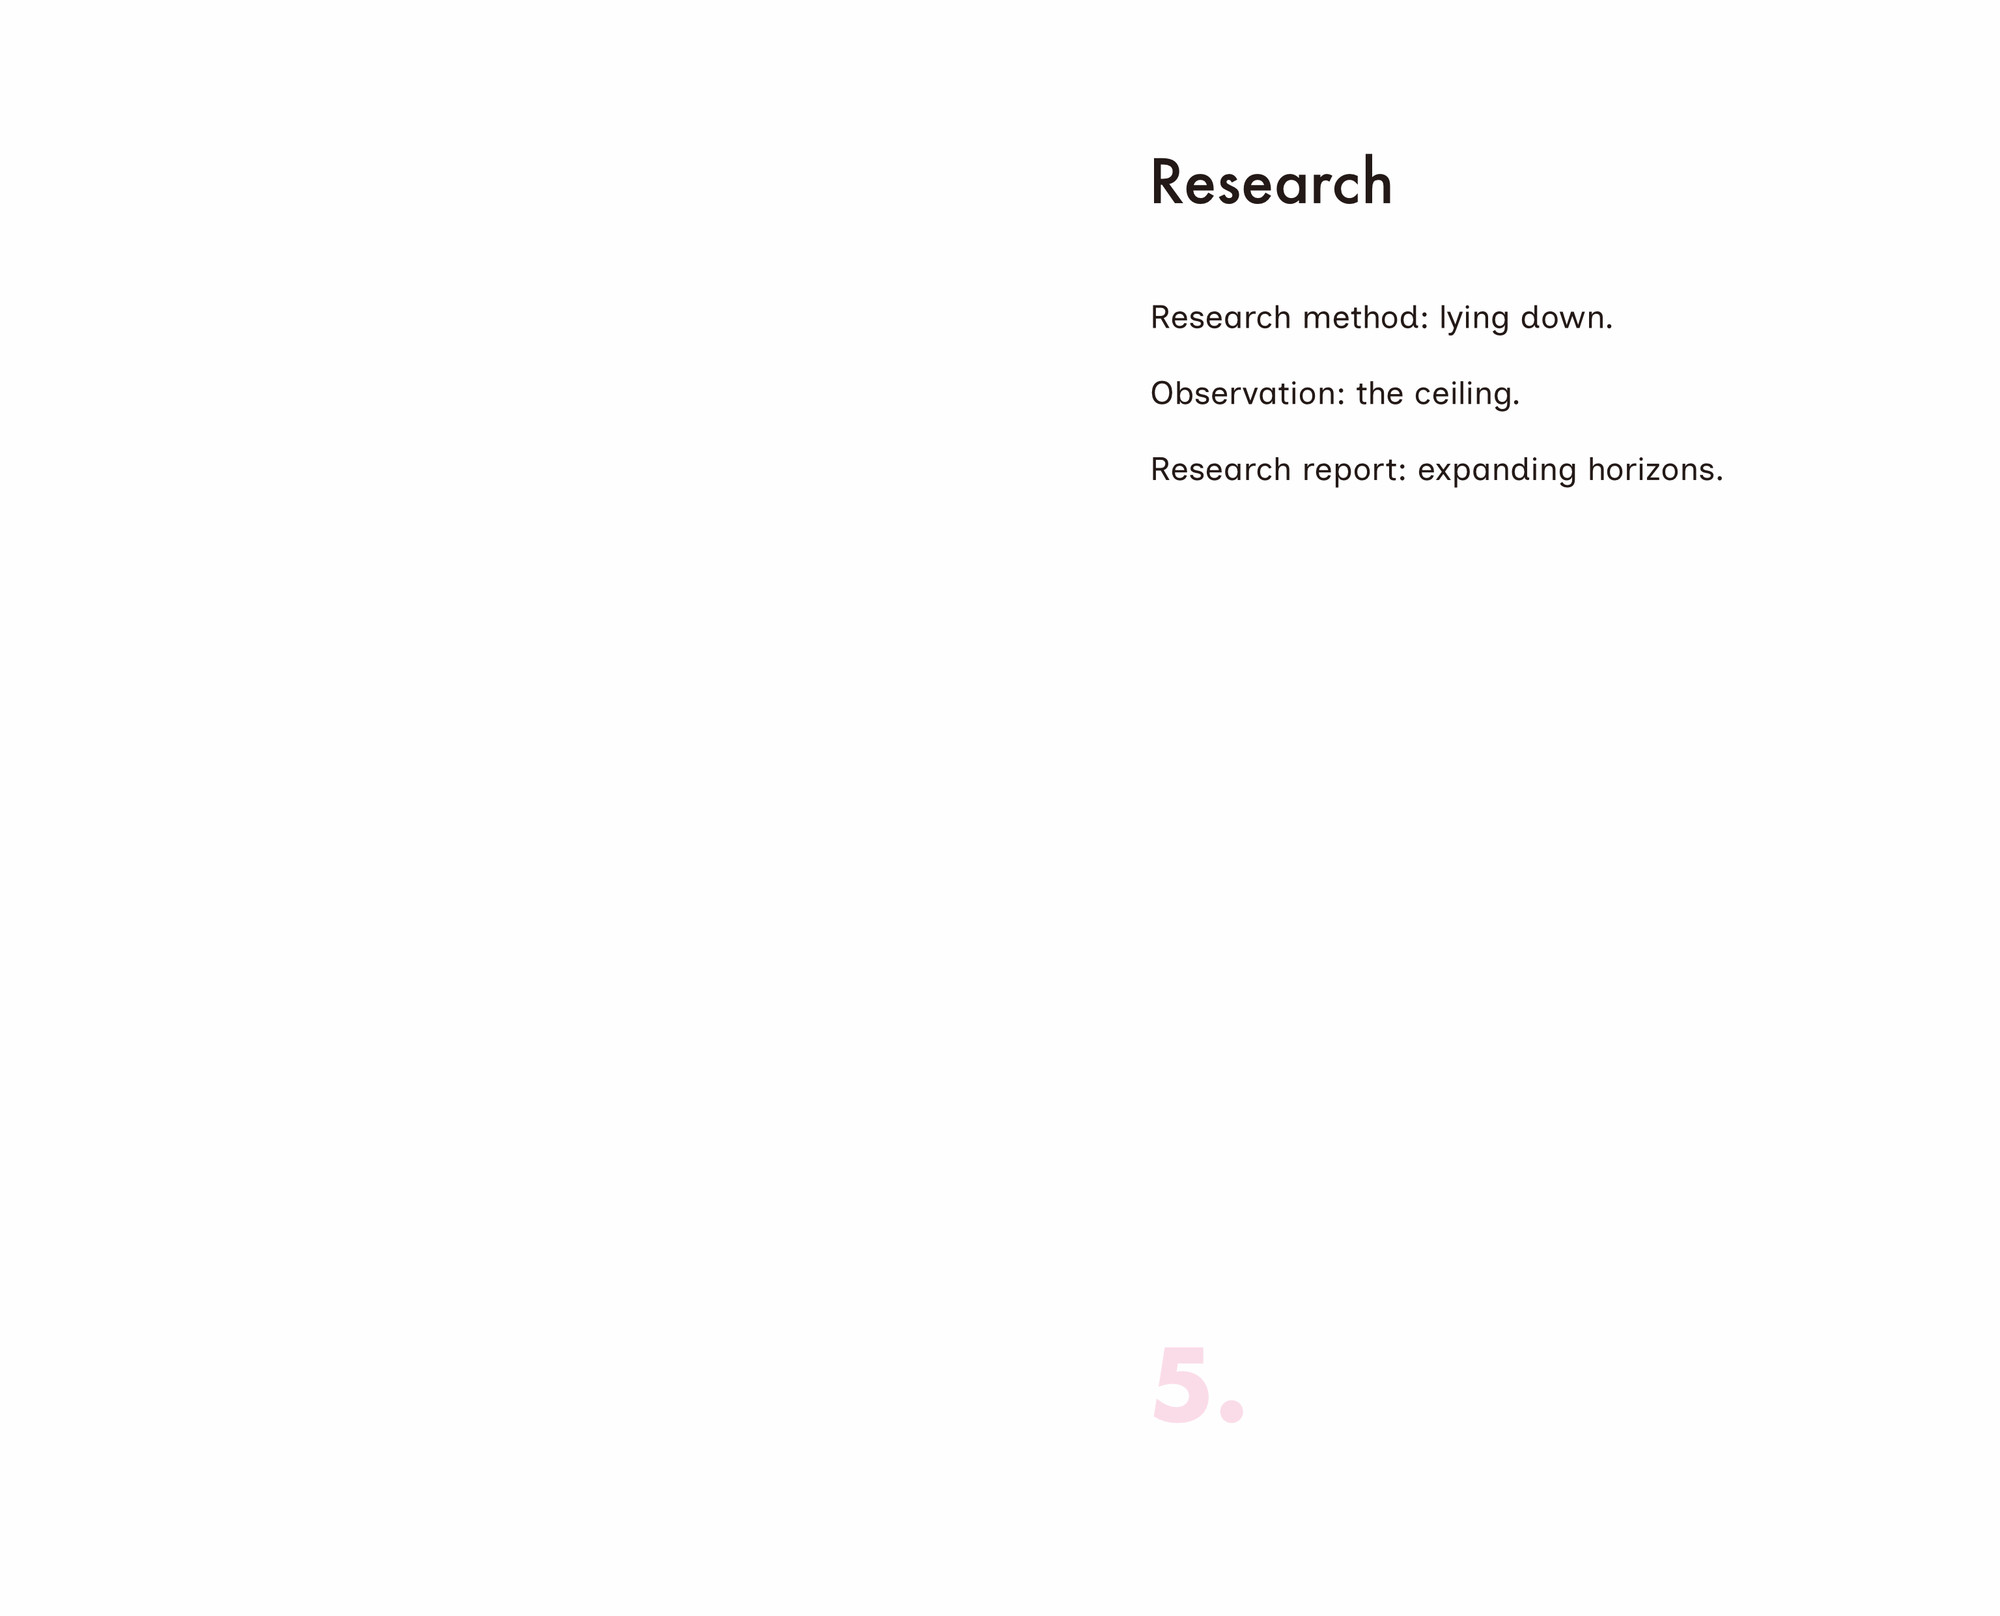 Research
Research method: lying down.
Observation: the ceiling.
Research report: expanding horizons.
5.